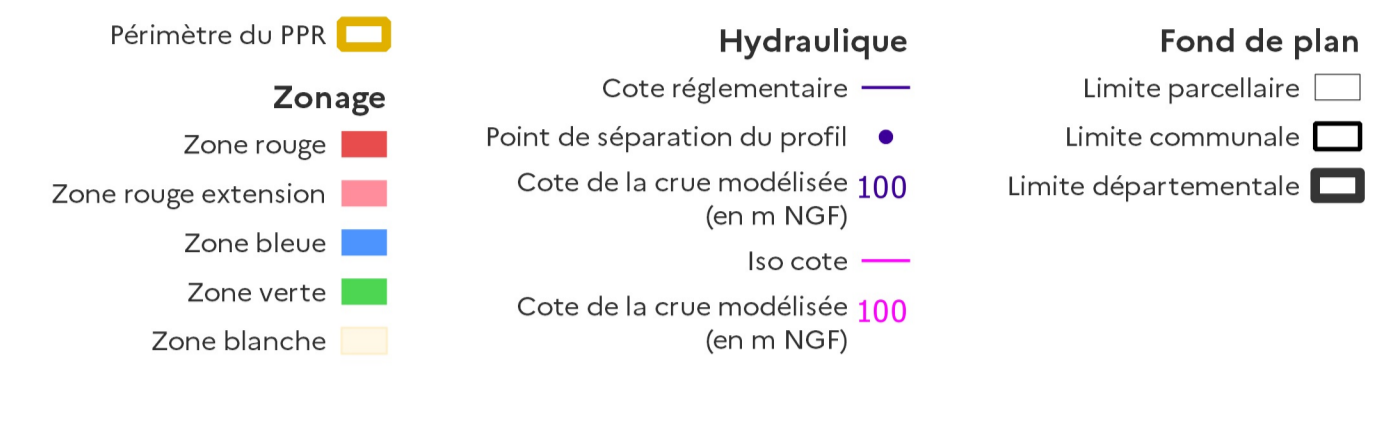 Périmètre du PPR
Zonage
Zone rouge
Zone rouge extension
Zone bleue
Zone verte
Zone blanche
Hydraulique
Cote réglementaire
Point de séparation du profil
Cote de la crue modélisée 100
(en m NGF)
Iso cote
Cote de la crue modélisée 100
(en m NGF)
Fond de plan
Limite parcellaire
Limite communale
Limite départementale